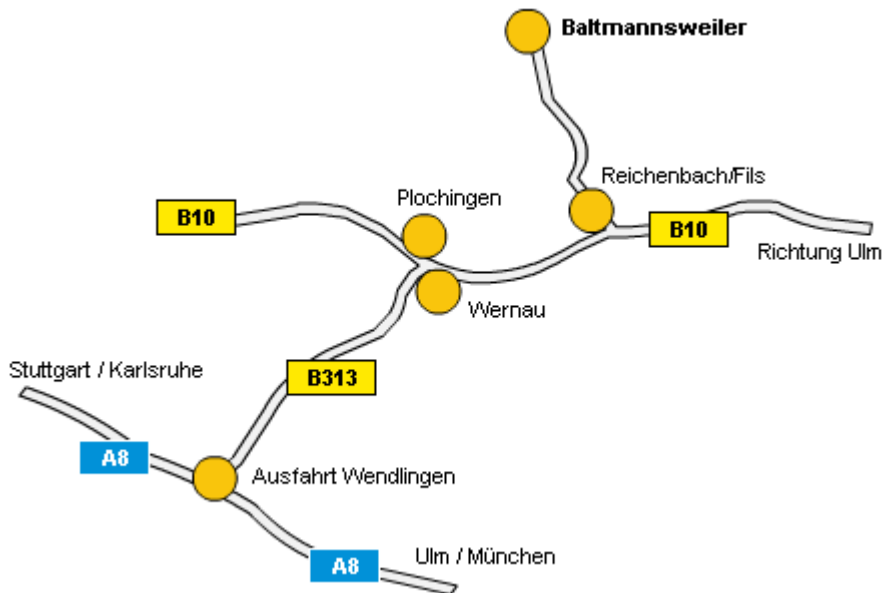 Baltmannsweiler
Reichenbach/Fils
Plochingen
B10
B10
Richtung Ulm
Wernau
Stuttgart / Karlsruhe
B313
A8
Ausfahrt Wendlingen
Ulm / München
A8